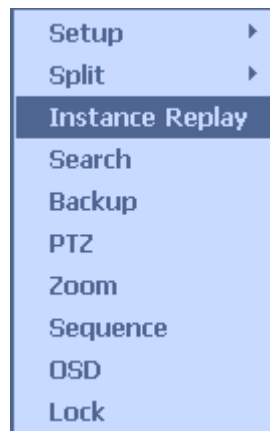 Setup
Split
Instance Replay
Search
Backup
PTZ
Zoom
Sequence
OSD
Lock